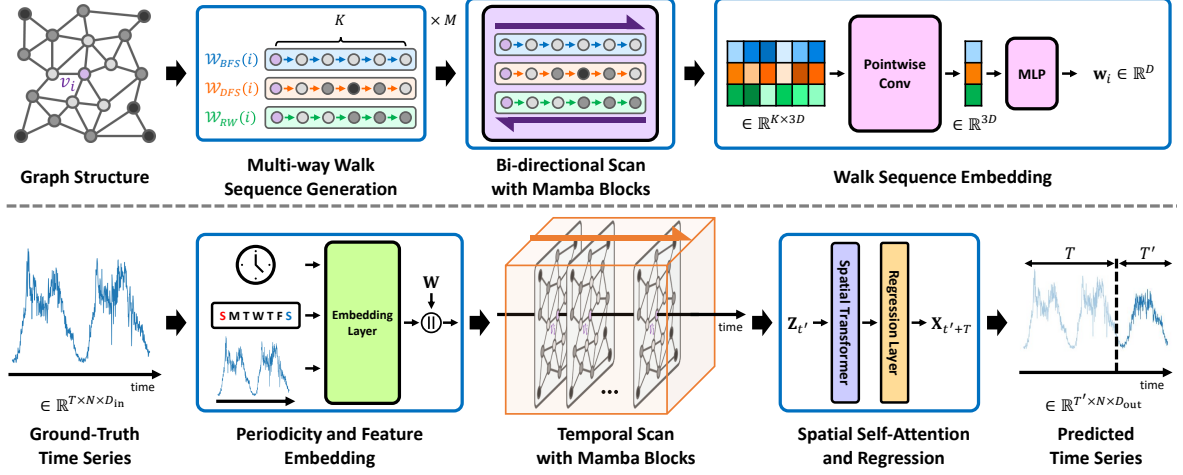 K
× M
𝒲_BFS(i)
𝒲_DFS(i)
𝒲_RW(i)
v_i
Graph Structure
Multi-way Walk
Sequence Generation
Bi-directional Scan
with Mamba Blocks
∈ ℝ^{K×3D}
Pointwise
Conv
∈ ℝ^{3D}
MLP
w_i ∈ ℝ^D
Walk Sequence Embedding
time
∈ ℝ^{T×N×D_in}
Ground-Truth
Time Series
S M T W T F S
Embedding
Layer
W
||
Periodicity and Feature
Embedding
v_i
v_i
v_i
...
time
Temporal Scan
with Mamba Blocks
Z_{t'}
Spatial Transformer
Regression Layer
X_{t'+T}
Spatial Self-Attention
and Regression
T
T'
time
∈ ℝ^{T'×N×D_out}
Predicted
Time Series